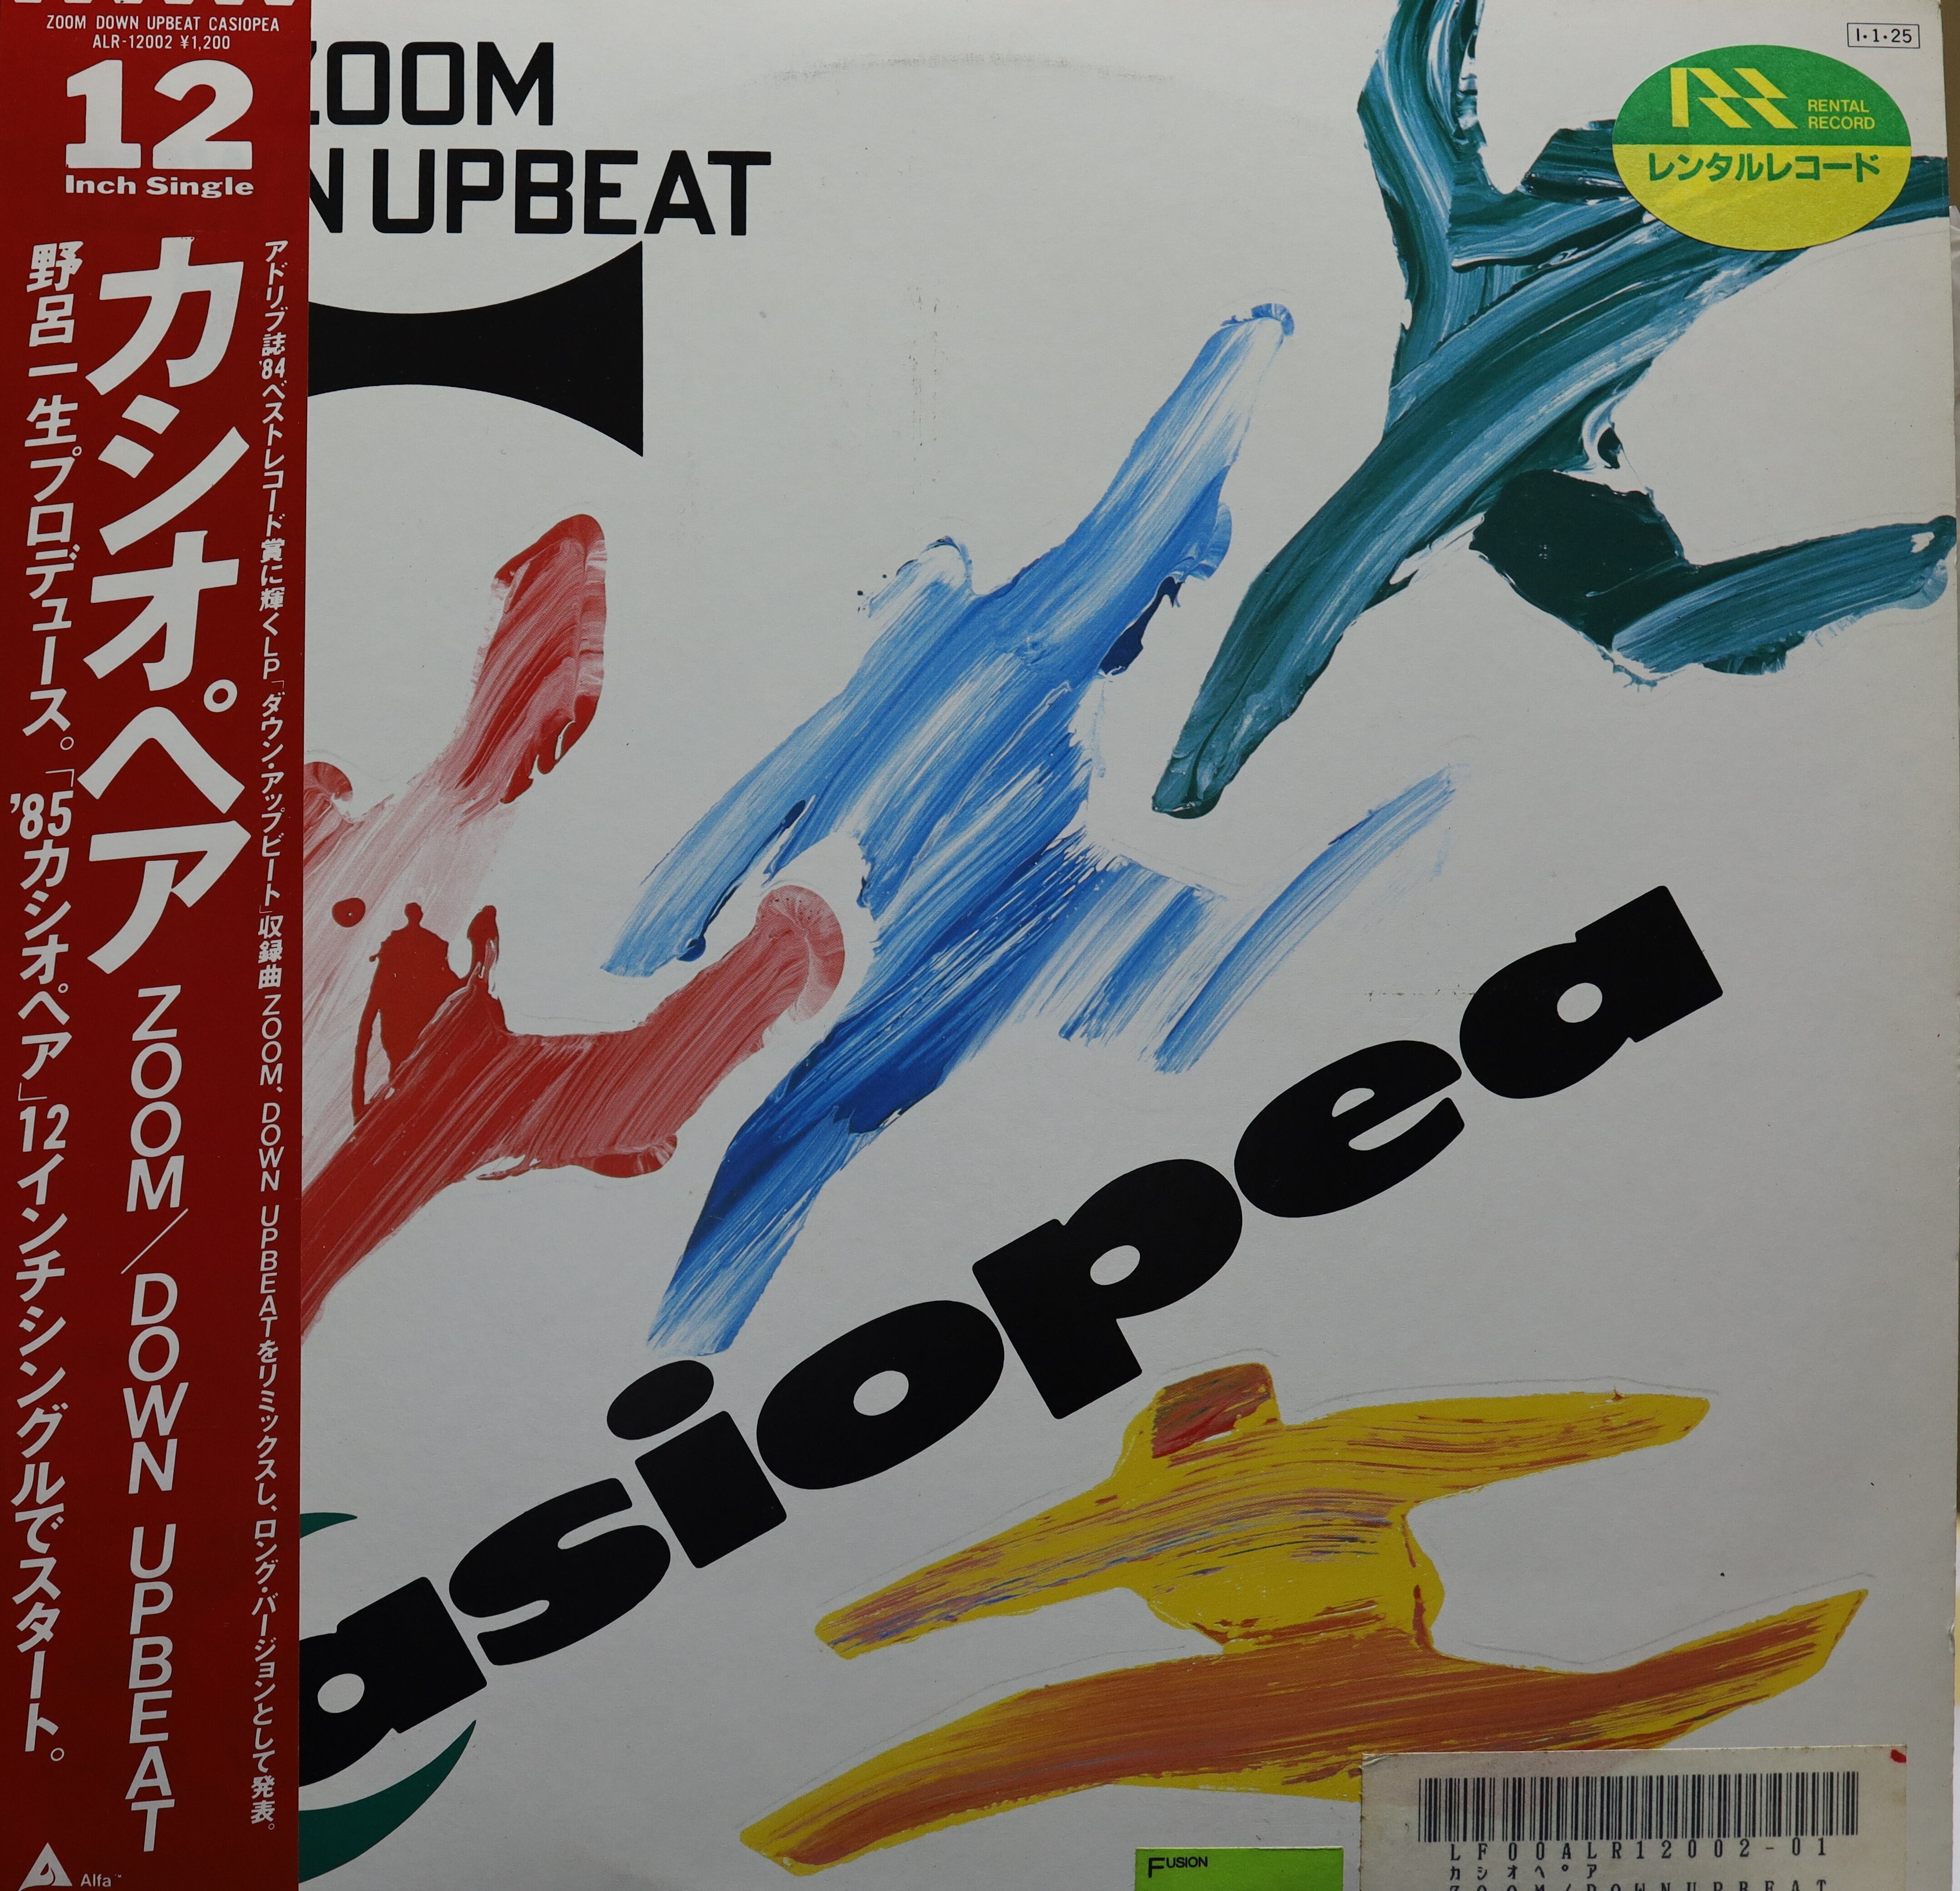 ZOOM DOWN UPBEAT CASIOPEA
ALR-12002 ¥1,200
12
Inch Single
アドリブ誌'84ベストレコード賞に輝くLP「ダウン・アップビート」収録曲 ZOOM、DOWN UPBEATをリミックスし、ロング・バージョンとして発表。
カシオペア ZOOM/DOWN UPBEAT
野呂一生プロデュース。「'85カシオペア」12インチシングルでスタート。
Alfa™
ZOOM
N UPBEAT
1・1・25
RENTAL
RECORD
レンタルレコード
asiopea
FUSION
LF00ALR12002-01
カシオペア
ZOOM/DOWNUPBEAT